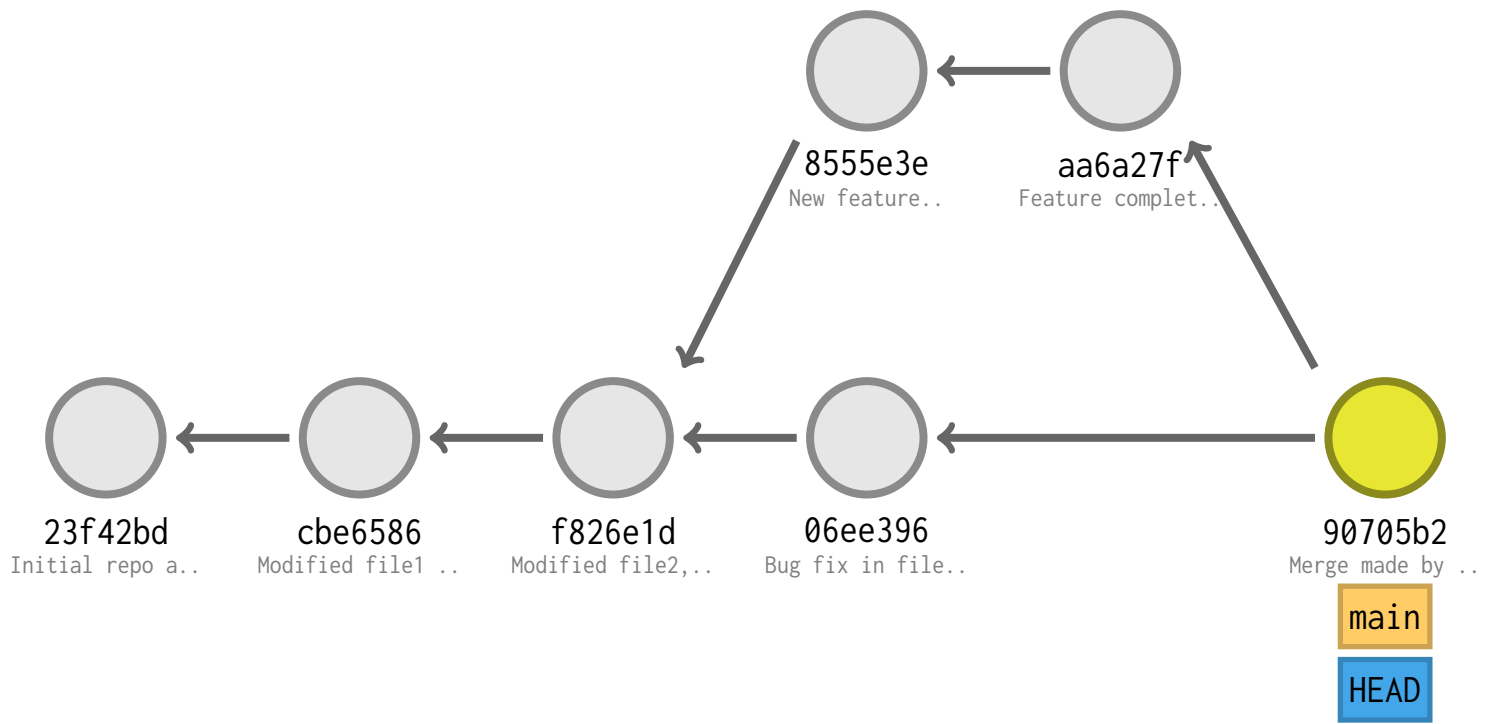 8555e3e
New feature..
aa6a27f
Feature complet..
23f42bd
Initial repo a..
cbe6586
Modified file1 ..
f826e1d
Modified file2,..
06ee396
Bug fix in file..
90705b2
Merge made by ..
main
HEAD